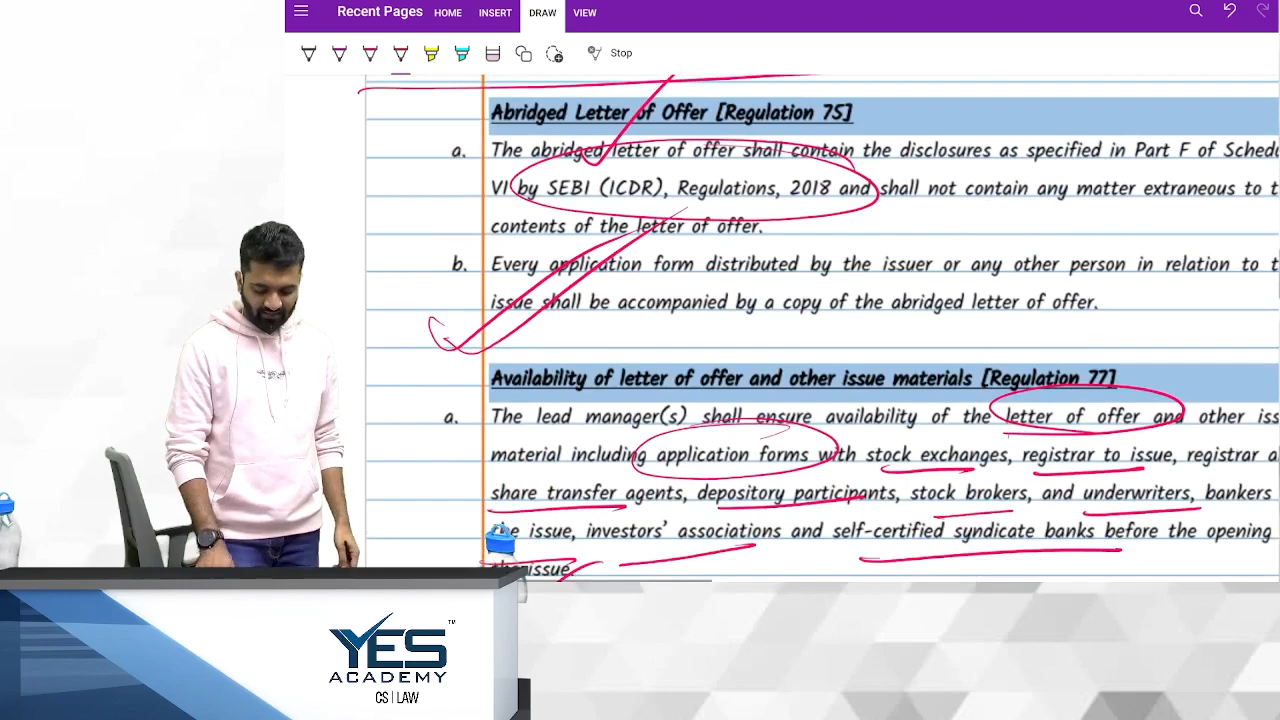 Recent Pages HOME INSERT DRAW VIEW
Stop
Abridged Letter of Offer [Regulation 75]
a. The abridged letter of offer shall contain the disclosures as specified in Part F of
VI by SEBI (ICDR), Regulations, 2018 and shall not contain any matter extraneous to
contents of the letter of offer.
b. Every application form distributed by the issuer or any other person in relation to
issue shall be accompanied by a copy of the abridged letter of offer.
Availability of letter of offer and other issue materials [Regulation 77]
a. The lead manager(s) shall ensure availability of the letter of offer and other
material including application forms with stock exchanges, registrar to issue, registrar
share transfer agents, depository participants, stock brokers, and underwriters, bankers
issue, investors' associations and self-certified syndicate banks before the opening
issue.
YES
ACADEMY
CS | LAW
TM